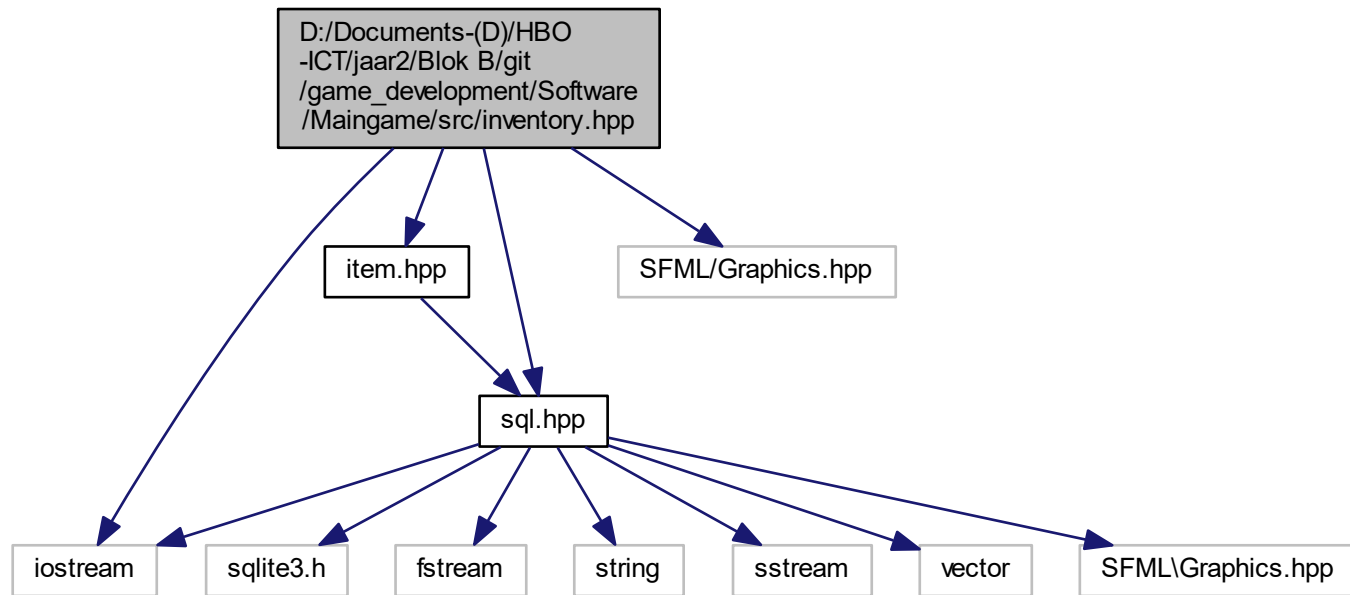 D:/Documents-(D)/HBO
-ICT/jaar2/Blok B/git
/game_development/Software
/Maingame/src/inventory.hpp
item.hpp
SFML/Graphics.hpp
sql.hpp
iostream
sqlite3.h
fstream
string
sstream
vector
SFML\Graphics.hpp